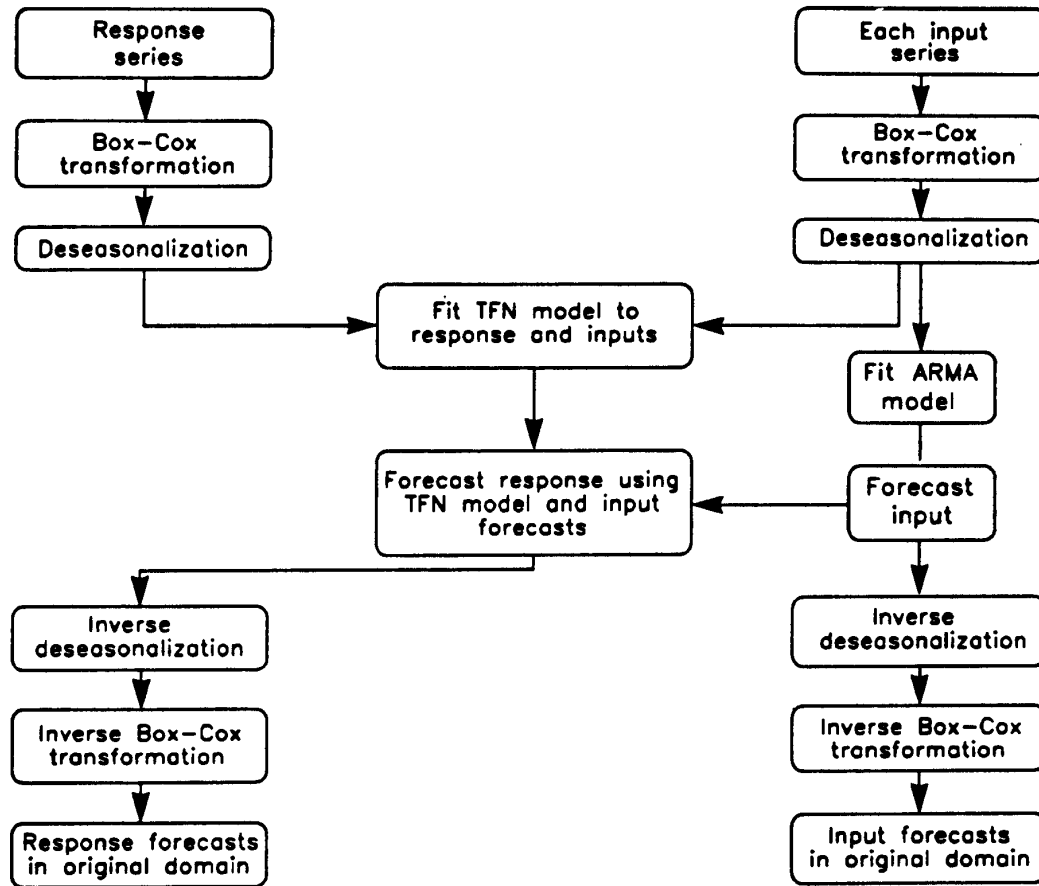 Response
series
Box-Cox
transformation
Deseasonalization
Each input
series
Box-Cox
transformation
Deseasonalization
Fit TFN model to
response and inputs
Fit ARMA
model
Forecast response using
TFN model and input
forecasts
Forecast
input
Inverse
deseasonalization
Inverse Box-Cox
transformation
Response forecasts
in original domain
Inverse
deseasonalization
Inverse Box-Cox
transformation
Input forecasts
in original domain